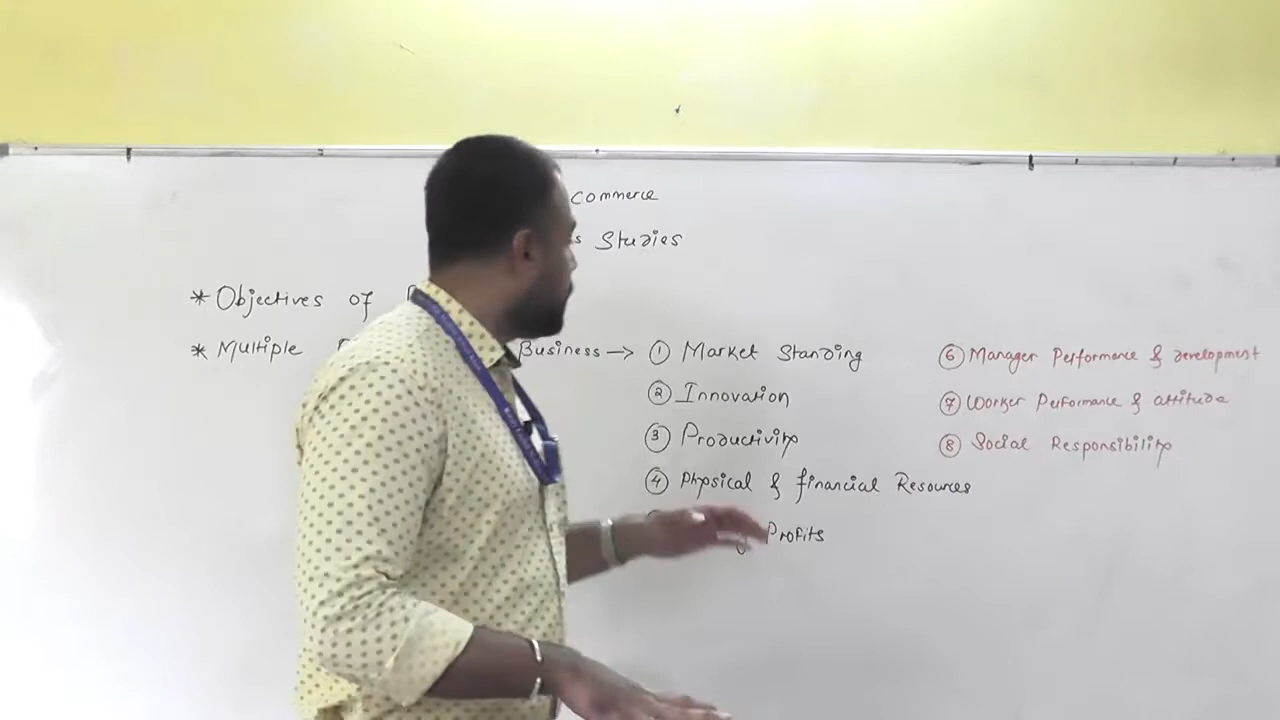 Commerce
Studies
* Objectives of
* Multiple Business → ① Market Standing
② Innovation
③ Productivity
④ Physical & financial Resources
Profits
⑥ Manager Performance & development
⑦ Worker Performance & attitude
⑧ Social Responsibility